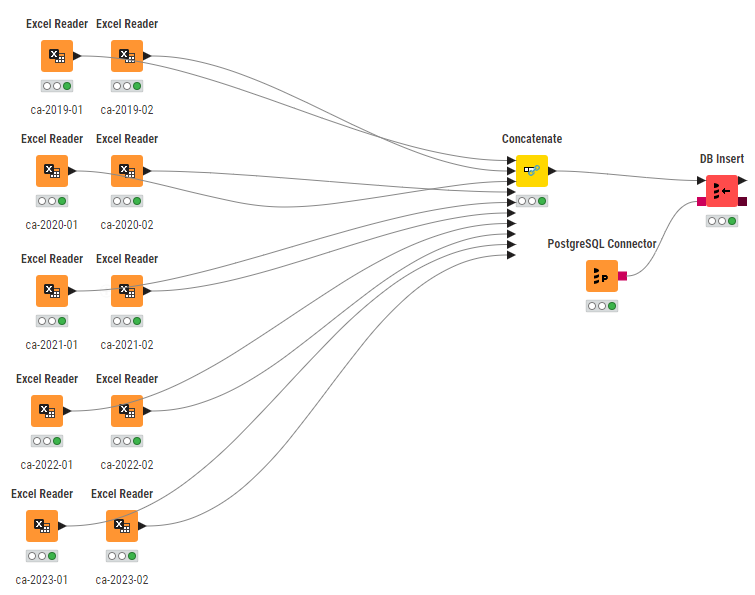 Excel Reader Excel Reader
ca-2019-01 ca-2019-02
Excel Reader Excel Reader
Concatenate
DB Insert
ca-2020-01 ca-2020-02
PostgreSQL Connector
P
Excel Reader Excel Reader
ca-2021-01 ca-2021-02
Excel Reader Excel Reader
ca-2022-01 ca-2022-02
Excel Reader Excel Reader
ca-2023-01 ca-2023-02